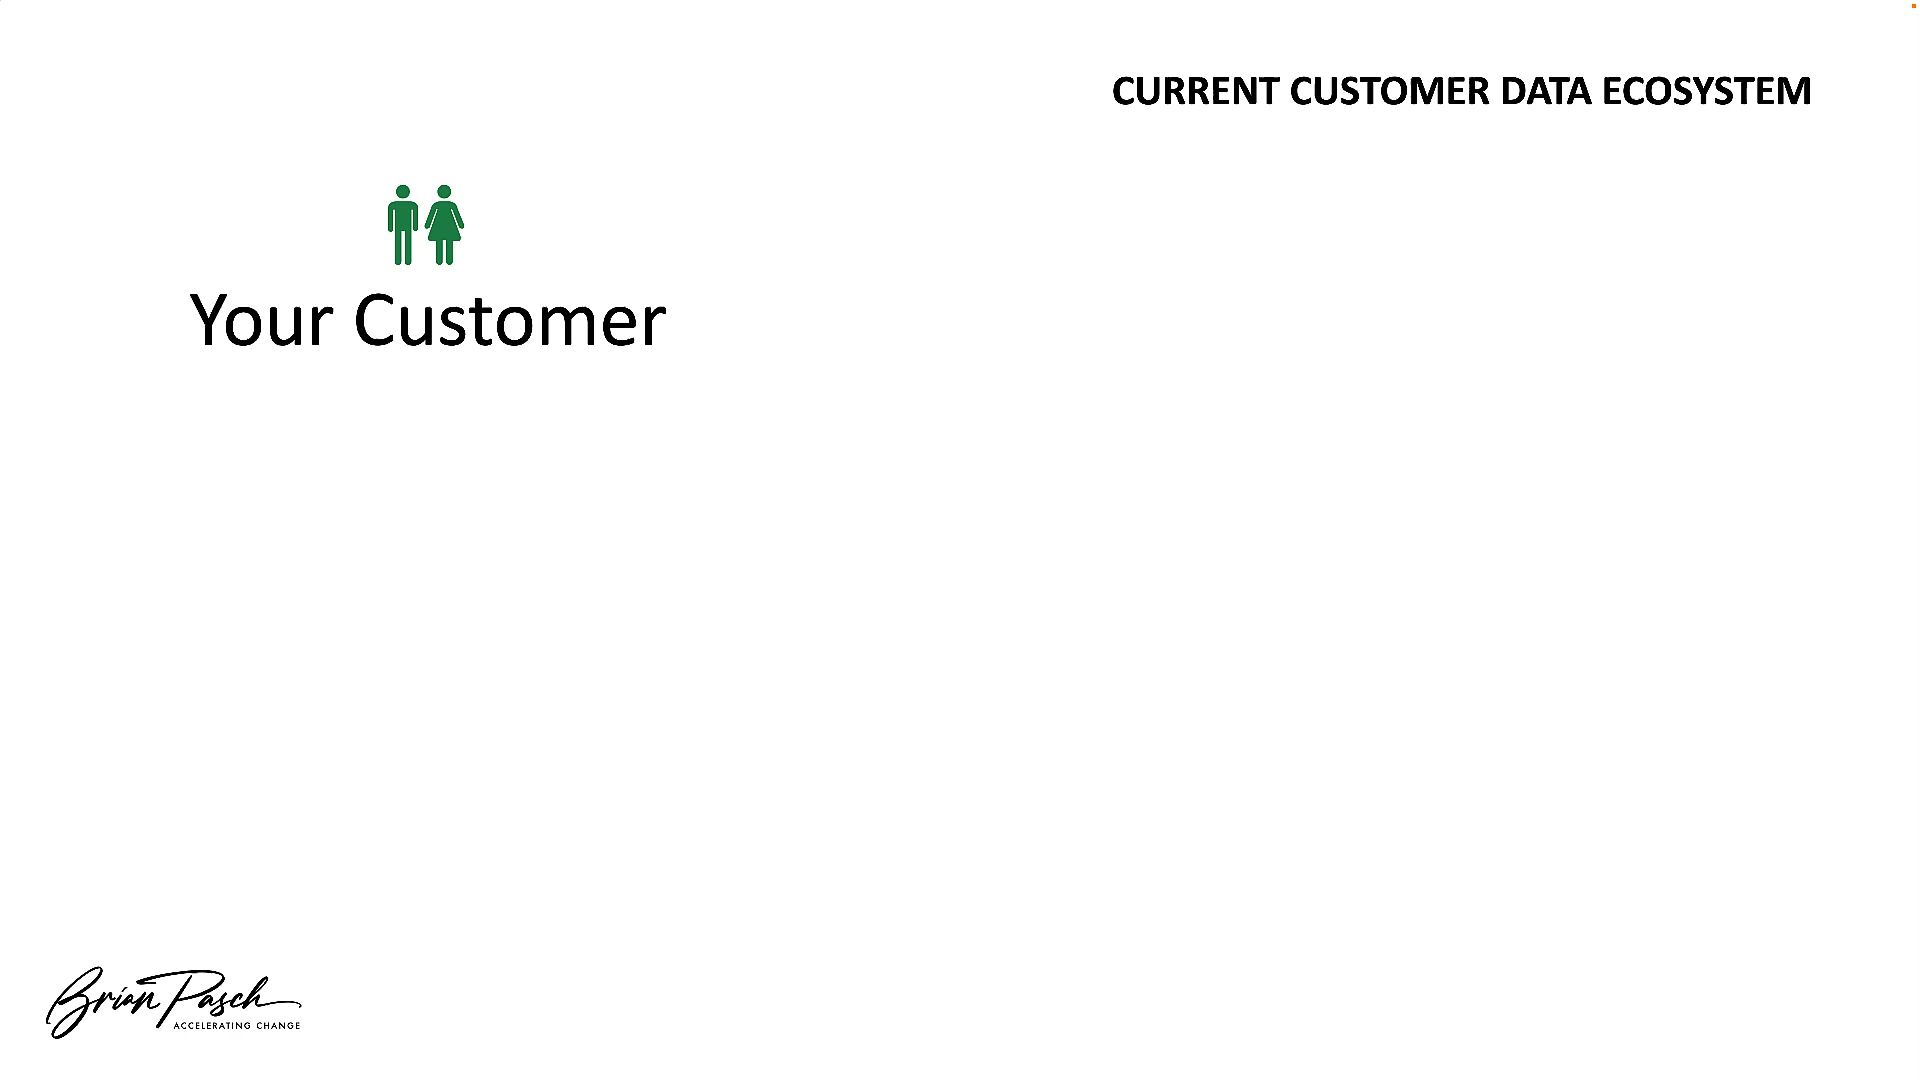 CURRENT CUSTOMER DATA ECOSYSTEM
Your Customer
Brian Pasch
ACCELERATING CHANGE